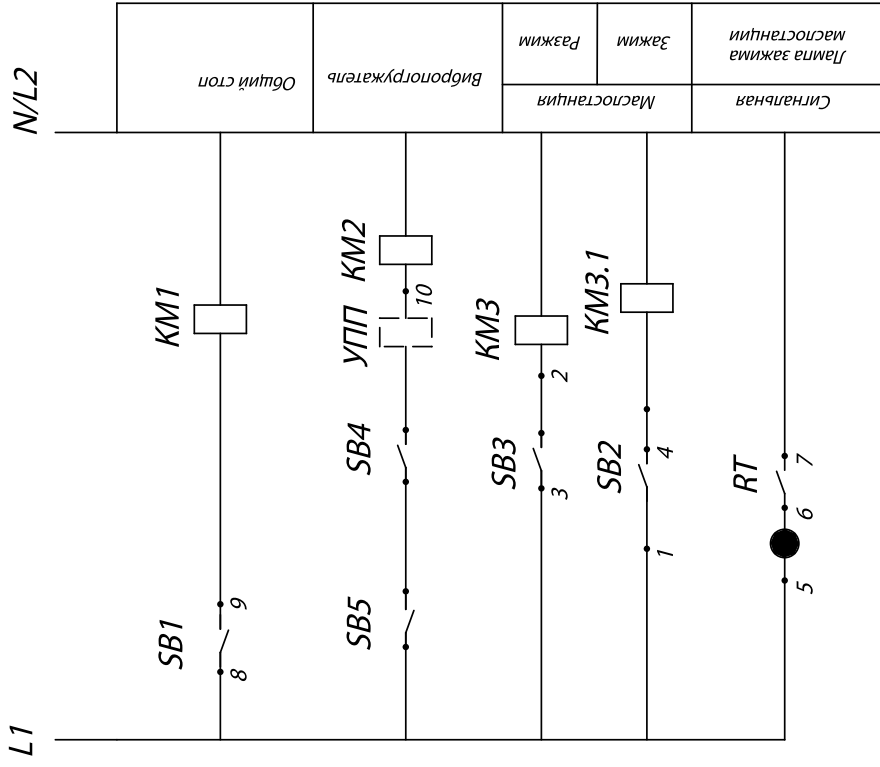 N/L2
Общий стоп
Вибропогружатель
Разжим
Зажим
Маслостанция
Лампа зажима
маслостанции
Сигнальная
KM1
SB1
8
9
KM2
УПП
10
SB4
SB5
KM3
2
SB3
3
KM3.1
SB2
4
1
RT
7
6
5
L1